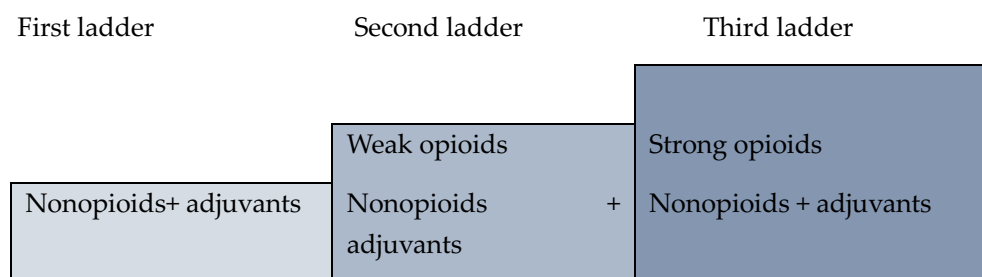 First ladder
Second ladder
Third ladder
Nonopioids+ adjuvants
Weak opioids
Nonopioids +
adjuvants
Strong opioids
Nonopioids + adjuvants